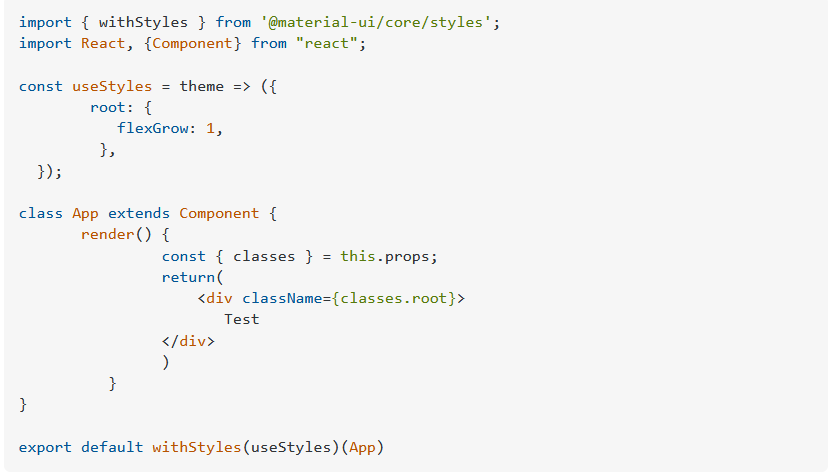 import { withStyles } from '@material-ui/core/styles';
import React, {Component} from "react";

const useStyles = theme => ({
        root: {
           flexGrow: 1,
         },
  });

class App extends Component {
       render() {
                const { classes } = this.props;
                return(
                    <div className={classes.root}>
                       Test
                </div>
                )
          }
}

export default withStyles(useStyles)(App)